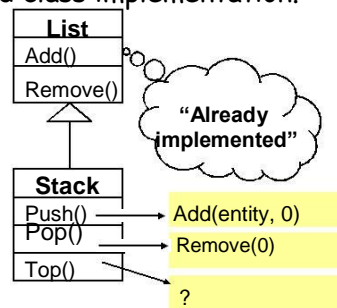 d class implementation.
List
Add()
Remove()
“Already
implemented”
Stack
Push()
Add(entity, 0)
Pop()
Remove(0)
Top()
?